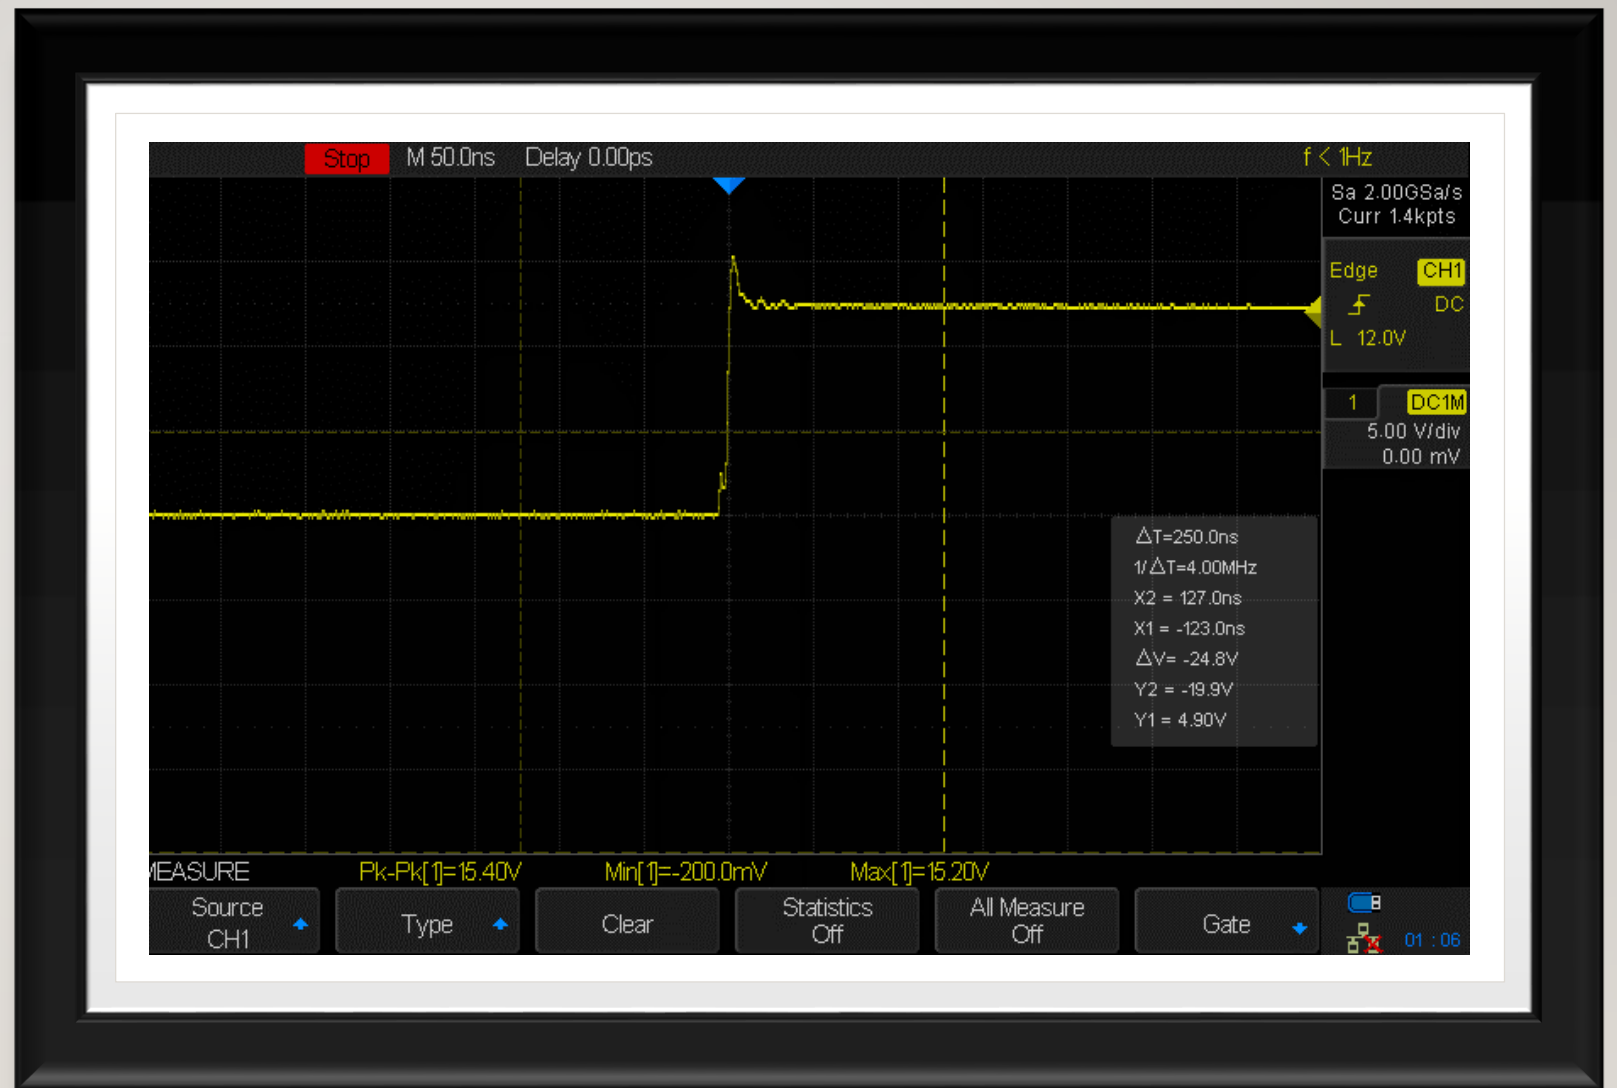 Stop M 50.0ns Delay 0.00ps f < 1Hz
Sa 2.00GSa/s
Curr 1.4kpts
Edge CH1
DC
L 12.0V
1 DC1M
5.00 V/div
0.00 mV
△T=250.0ns
1/△T=4.00MHz
X2 = 127.0ns
X1 = -123.0ns
△V= -24.8V
Y2 = -19.9V
Y1 = 4.90V
MEASURE Pk-Pk[1]=15.40V Min[1]=-200.0mV Max[1]=15.20V
Source
CH1
Type
Clear
Statistics
Off
All Measure
Off
Gate
01 : 06